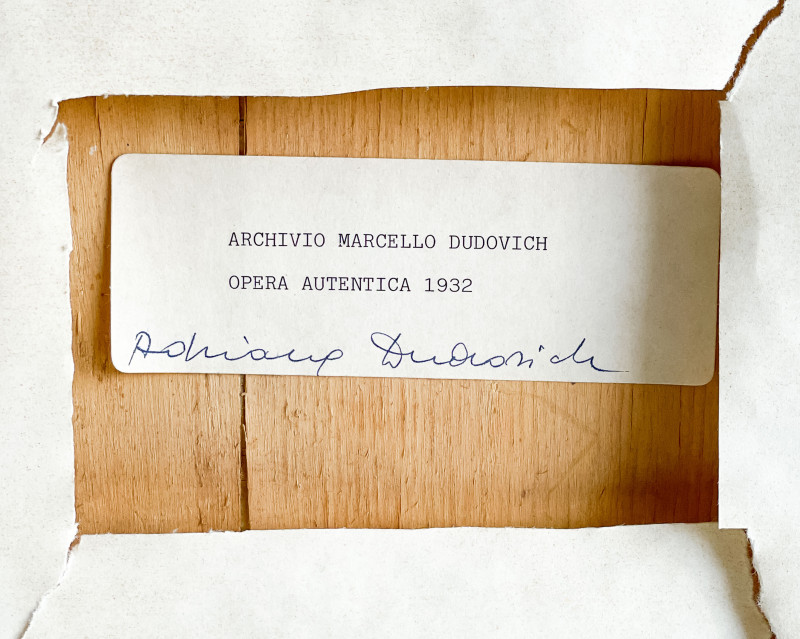 ARCHIVIO MARCELLO DUDOVICH
OPERA AUTENTICA 1932
Adriano Dudovich